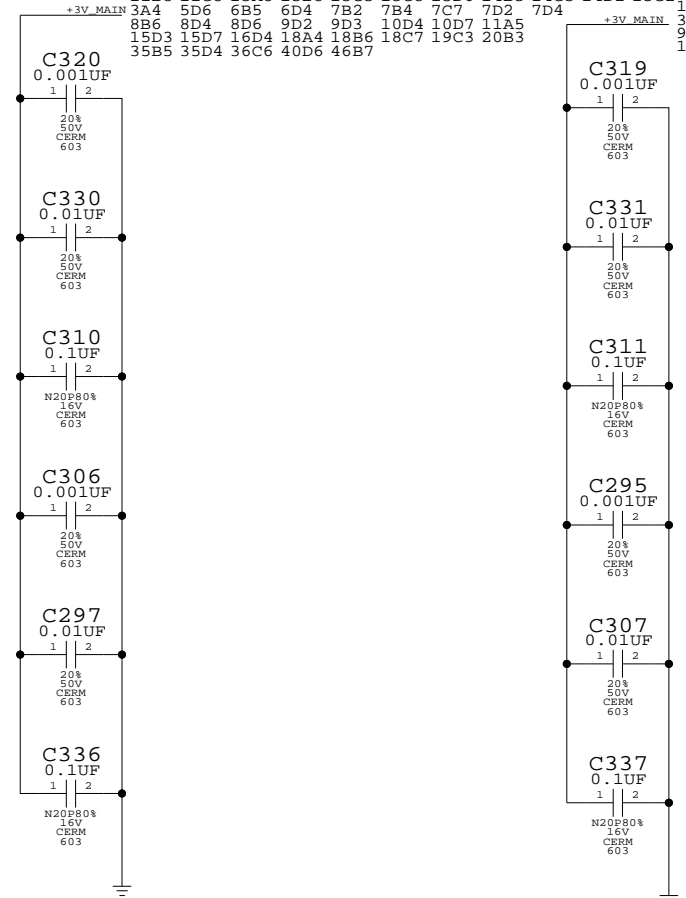 +3V_MAIN 3A4 5D6 6B5 6D4 7B2 7B4 7C7 7D2 7D4
8B6 8D4 8D6 9D2 9D3 10D4 10D7 11A5
15D3 15D7 16D4 18A4 18B6 18C7 19C3 20B3
35B5 35D4 36C6 40D6 46B7
C320
0.001UF
1 2
20%
50V
CERM
603
C330
0.01UF
1 2
20%
50V
CERM
603
C310
0.1UF
1 2
N20P80%
16V
CERM
603
C306
0.001UF
1 2
20%
50V
CERM
603
C297
0.01UF
1 2
20%
50V
CERM
603
C336
0.1UF
1 2
N20P80%
16V
CERM
603
+3V_MAIN
1
3
9
1
C319
0.001UF
1 2
20%
50V
CERM
603
C331
0.01UF
1 2
20%
50V
CERM
603
C311
0.1UF
1 2
N20P80%
16V
CERM
603
C295
0.001UF
1 2
20%
50V
CERM
603
C307
0.01UF
1 2
20%
50V
CERM
603
C337
0.1UF
1 2
N20P80%
16V
CERM
603